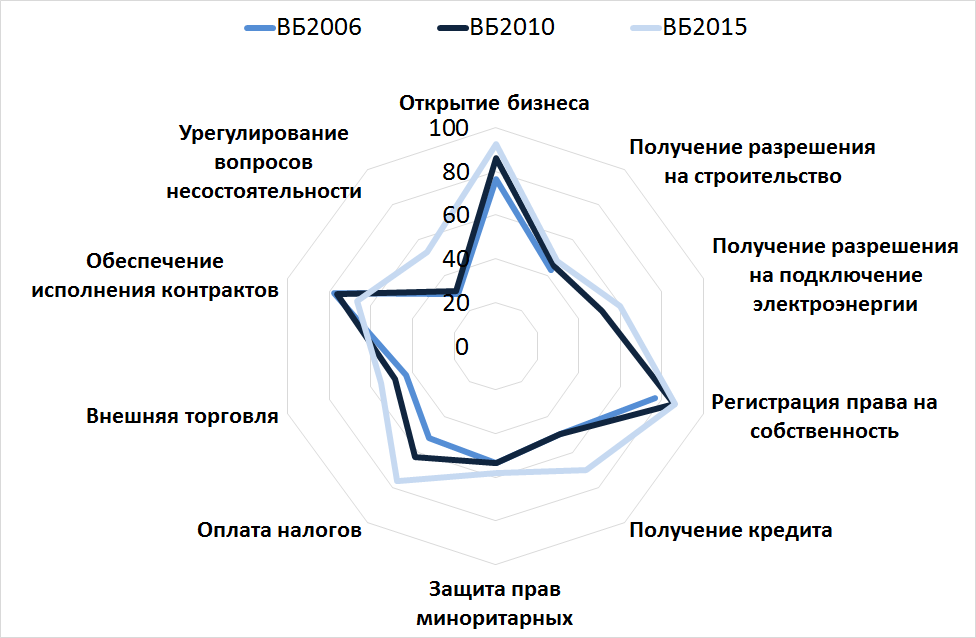 ВБ2006 ВБ2010 ВБ2015
Открытие бизнеса
Получение разрешения
на строительство
Получение разрешения
на подключение
электроэнергии
Регистрация права на
собственность
Получение кредита
Защита прав
миноритарных
Оплата налогов
Внешняя торговля
Обеспечение
исполнения контрактов
Урегулирование
вопросов
несостоятельности
100
80
60
40
20
0